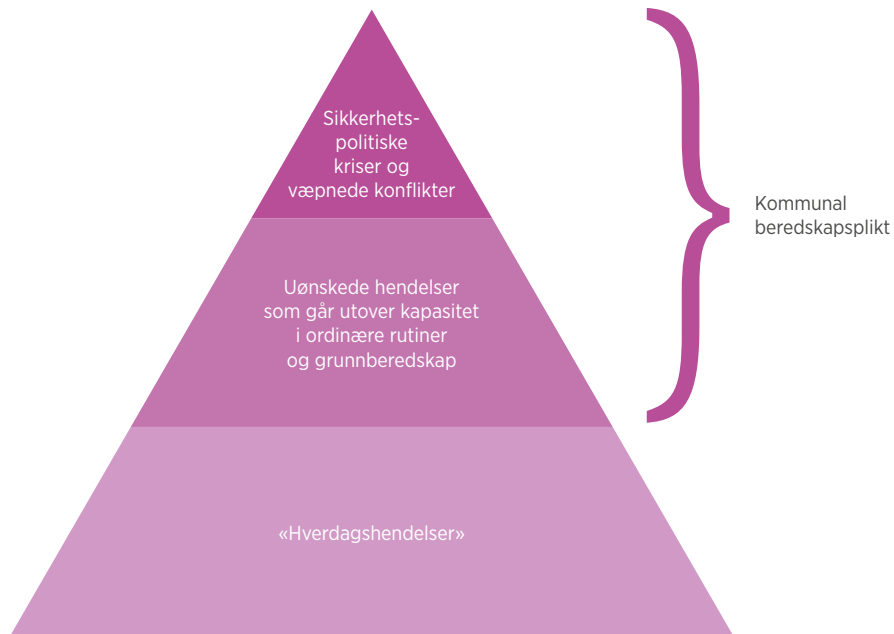 Sikkerhets-
politiske
kriser og
væpnede konflikter
Kommunal
beredskapsplikt
Uønskede hendelser
som går utover kapasitet
i ordinære rutiner
og grunnberedskap
«Hverdagshendelser»